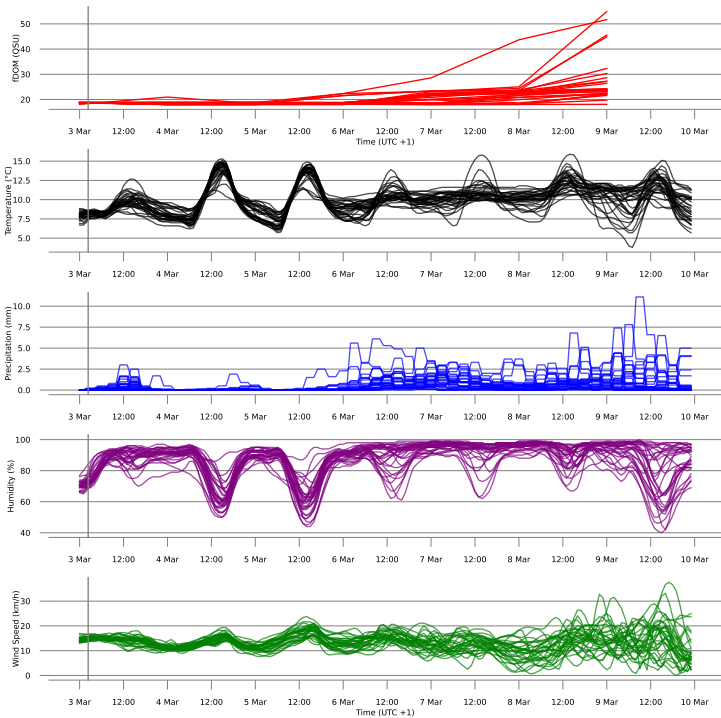 fDOM (QSU)
50
40
30
20
3 Mar 12:00 4 Mar 12:00 5 Mar 12:00 6 Mar 12:00 7 Mar 12:00 8 Mar 12:00 9 Mar 12:00 10 Mar
Time (UTC +1)
Temperature (°C)
15.0
12.5
10.0
7.5
5.0
3 Mar 12:00 4 Mar 12:00 5 Mar 12:00 6 Mar 12:00 7 Mar 12:00 8 Mar 12:00 9 Mar 12:00 10 Mar
Precipitation (mm)
10.0
7.5
5.0
2.5
0.0
3 Mar 12:00 4 Mar 12:00 5 Mar 12:00 6 Mar 12:00 7 Mar 12:00 8 Mar 12:00 9 Mar 12:00 10 Mar
Humidity (%)
100
80
60
40
3 Mar 12:00 4 Mar 12:00 5 Mar 12:00 6 Mar 12:00 7 Mar 12:00 8 Mar 12:00 9 Mar 12:00 10 Mar
Wind Speed (km/h)
30
20
10
0
3 Mar 12:00 4 Mar 12:00 5 Mar 12:00 6 Mar 12:00 7 Mar 12:00 8 Mar 12:00 9 Mar 12:00 10 Mar
Time (UTC +1)